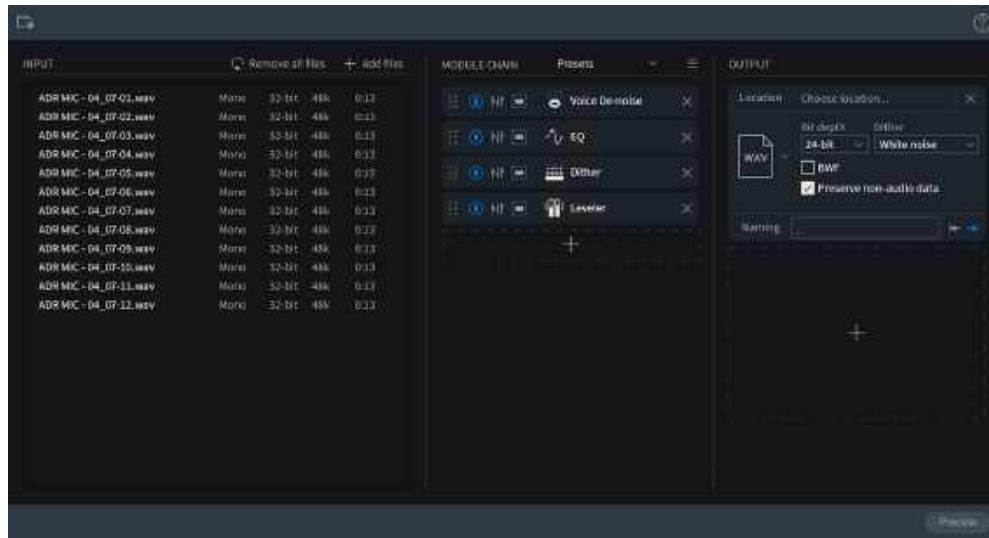 INPUT
Remove all files
Add files
ADR MIC - 04_07-01.wav Mono 32-bit 48k 0:13
ADR MIC - 04_07-02.wav Mono 32-bit 48k 0:13
ADR MIC - 04_07-03.wav Mono 32-bit 48k 0:13
ADR MIC - 04_07-04.wav Mono 32-bit 48k 0:13
ADR MIC - 04_07-05.wav Mono 32-bit 48k 0:13
ADR MIC - 04_07-06.wav Mono 32-bit 48k 0:13
ADR MIC - 04_07-07.wav Mono 32-bit 48k 0:13
ADR MIC - 04_07-08.wav Mono 32-bit 48k 0:13
ADR MIC - 04_07-09.wav Mono 32-bit 48k 0:13
ADR MIC - 04_07-10.wav Mono 32-bit 48k 0:13
ADR MIC - 04_07-11.wav Mono 32-bit 48k 0:13
ADR MIC - 04_07-12.wav Mono 32-bit 48k 0:13
MODULE CHAIN
Presets
Voice De-noise
EQ
Dither
Leveler
OUTPUT
Location Choose location...
WAV
Bit depth Dither
24-bit White noise
BWF
Preserve non-audio data
Naming
Process